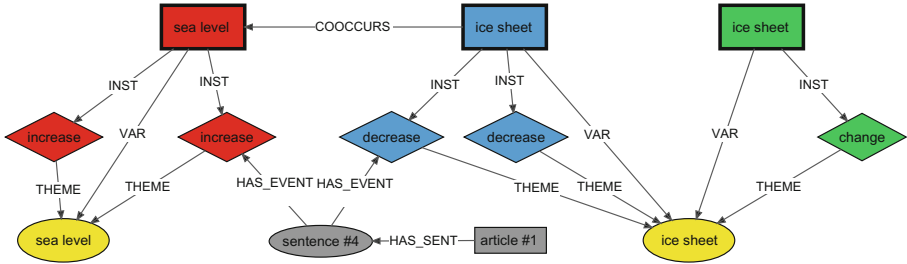 sea level
COOCCURS
ice sheet
ice sheet
INST
INST
INST
INST
INST
increase
VAR
increase
decrease
decrease
VAR
VAR
change
THEME
THEME
HAS_EVENT
HAS_EVENT
THEME
THEME
THEME
sea level
sentence #4
HAS_SENT
article #1
ice sheet